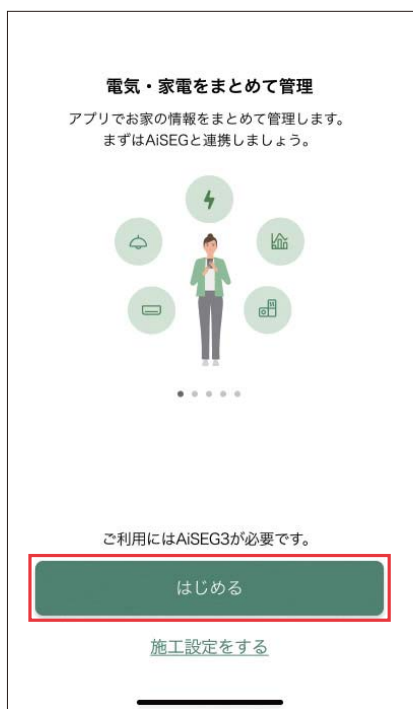 電気・家電をまとめて管理
アプリでお家の情報をまとめて管理します。
まずはAiSEGと連携しましょう。
ご利用にはAiSEG3が必要です。
はじめる
施工設定をする